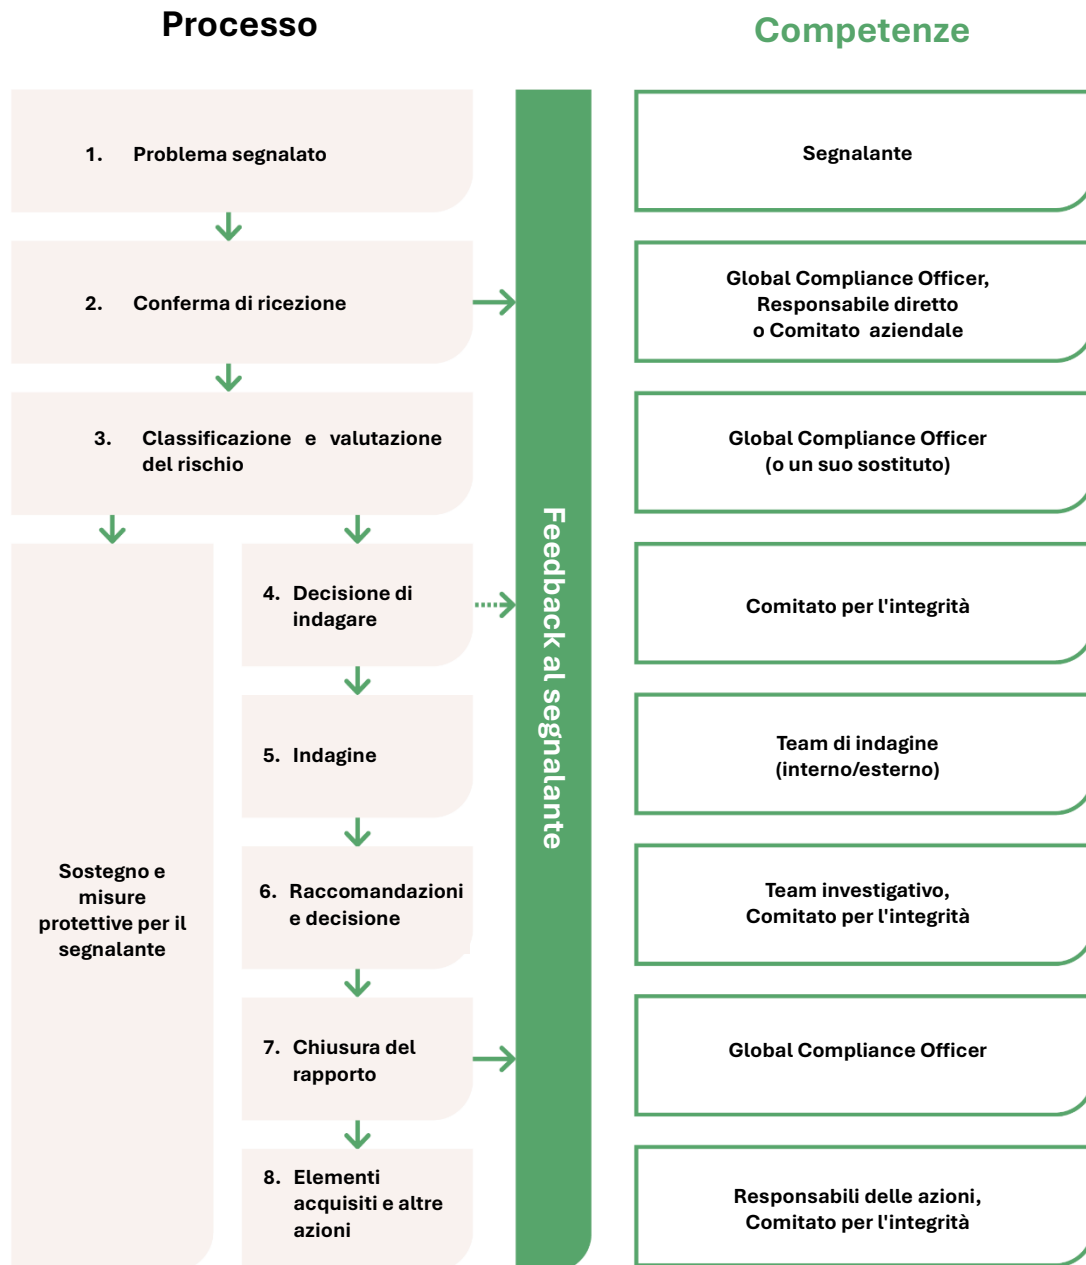 Processo
Competenze
1. Problema segnalato
Segnalante
2. Conferma di ricezione
Global Compliance Officer,
Responsabile diretto
o Comitato aziendale
3. Classificazione e valutazione
del rischio
Global Compliance Officer
(o un suo sostituto)
Feedback al segnalante
4. Decisione di
indagare
Comitato per l'integrità
5. Indagine
Team di indagine
(interno/esterno)
Sostegno e
misure
protettive per il
segnalante
6. Raccomandazioni
e decisione
Team investigativo,
Comitato per l'integrità
7. Chiusura del
rapporto
Global Compliance Officer
8. Elementi
acquisiti e altre
azioni
Responsabili delle azioni,
Comitato per l'integrità